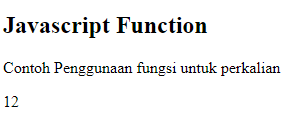 Javascript Function
Contoh Penggunaan fungsi untuk perkalian
12